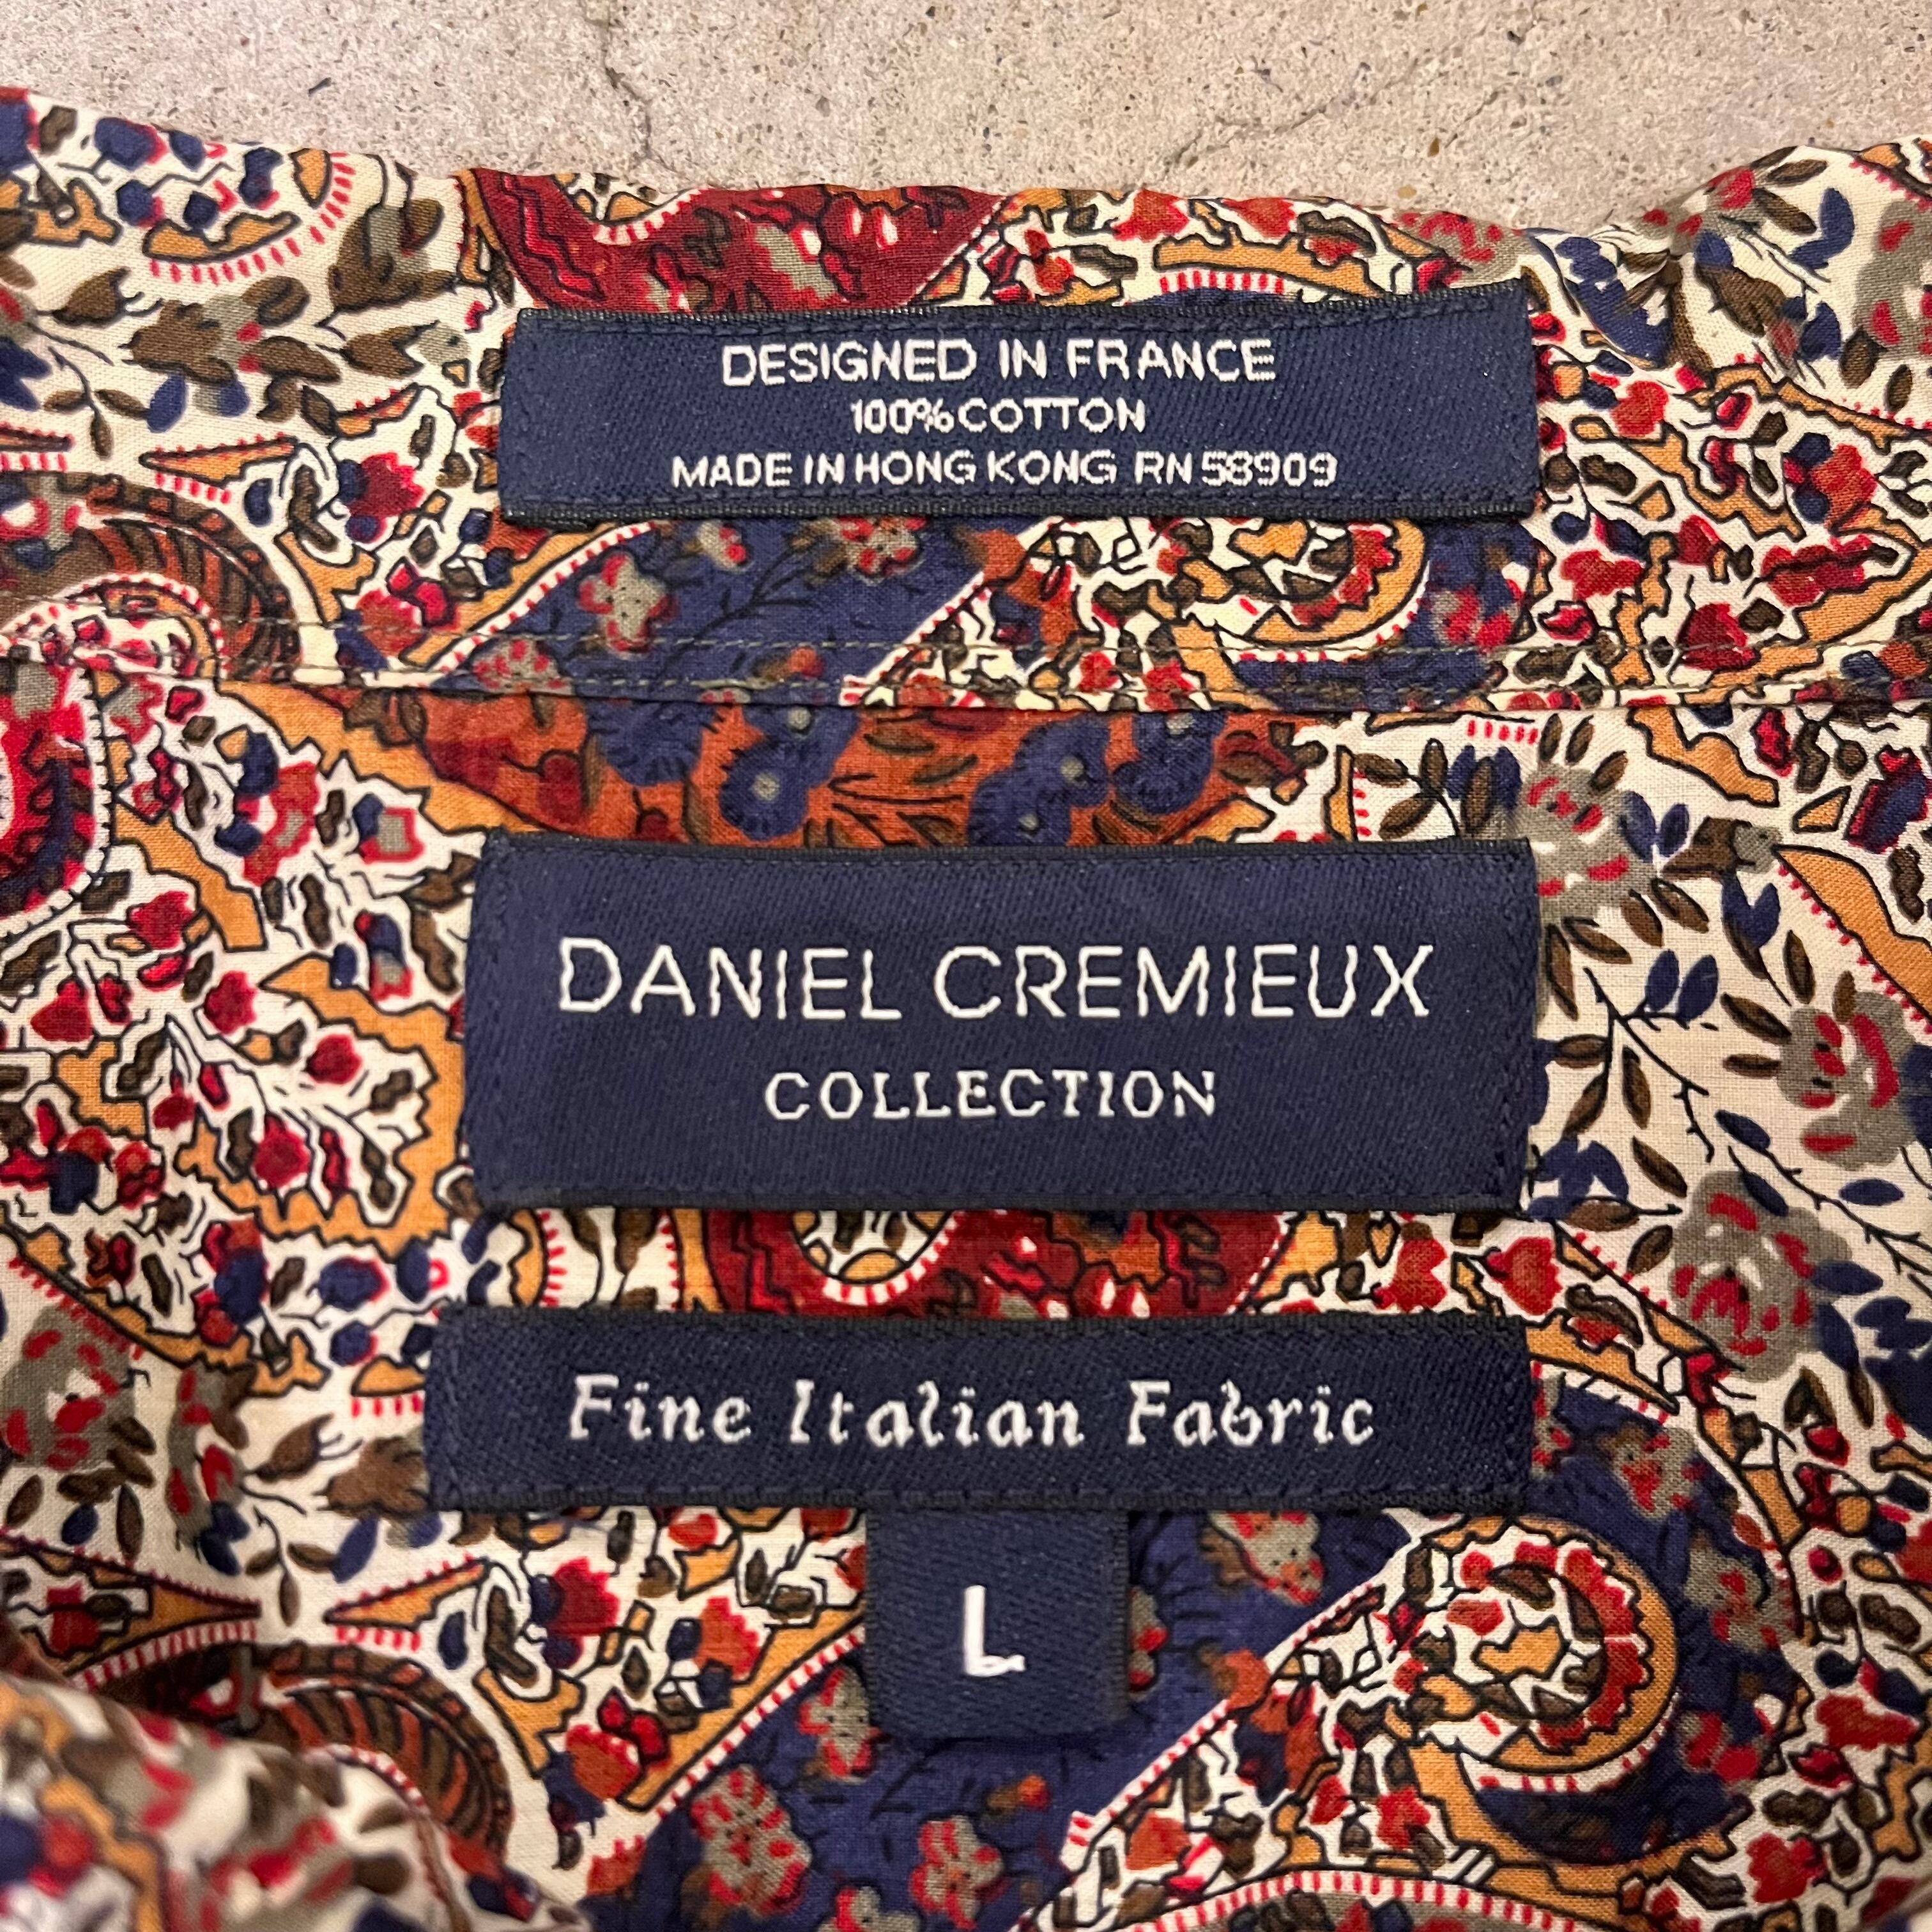 DESIGNED IN FRANCE
100% COTTON
MADE IN HONG KONG RN 58909
DANIEL CREMIEUX
COLLECTION
Fine Italian Fabric
L